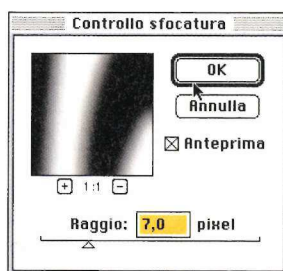 Controllo sfocatura
OK
Annulla
Anteprima
+ 1:1 −
Raggio: 7,0 pixel